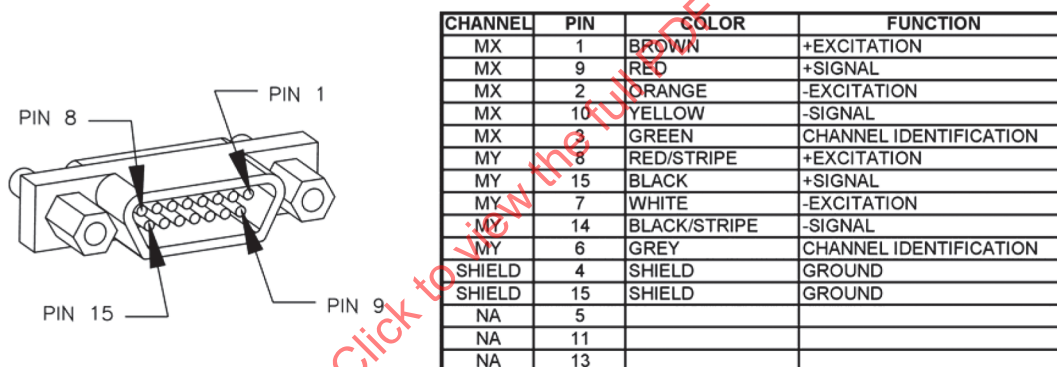 PIN 1
PIN 8
PIN 15
PIN 9
CHANNEL PIN COLOR FUNCTION
MX 1 BROWN +EXCITATION
MX 9 RED +SIGNAL
MX 2 ORANGE -EXCITATION
MX 10 YELLOW -SIGNAL
MX 3 GREEN CHANNEL IDENTIFICATION
MY 8 RED/STRIPE +EXCITATION
MY 15 BLACK +SIGNAL
MY 7 WHITE -EXCITATION
MY 14 BLACK/STRIPE -SIGNAL
MY 6 GREY CHANNEL IDENTIFICATION
SHIELD 4 SHIELD GROUND
SHIELD 15 SHIELD GROUND
NA 5
NA 11
NA 13
Click to view the full PDF